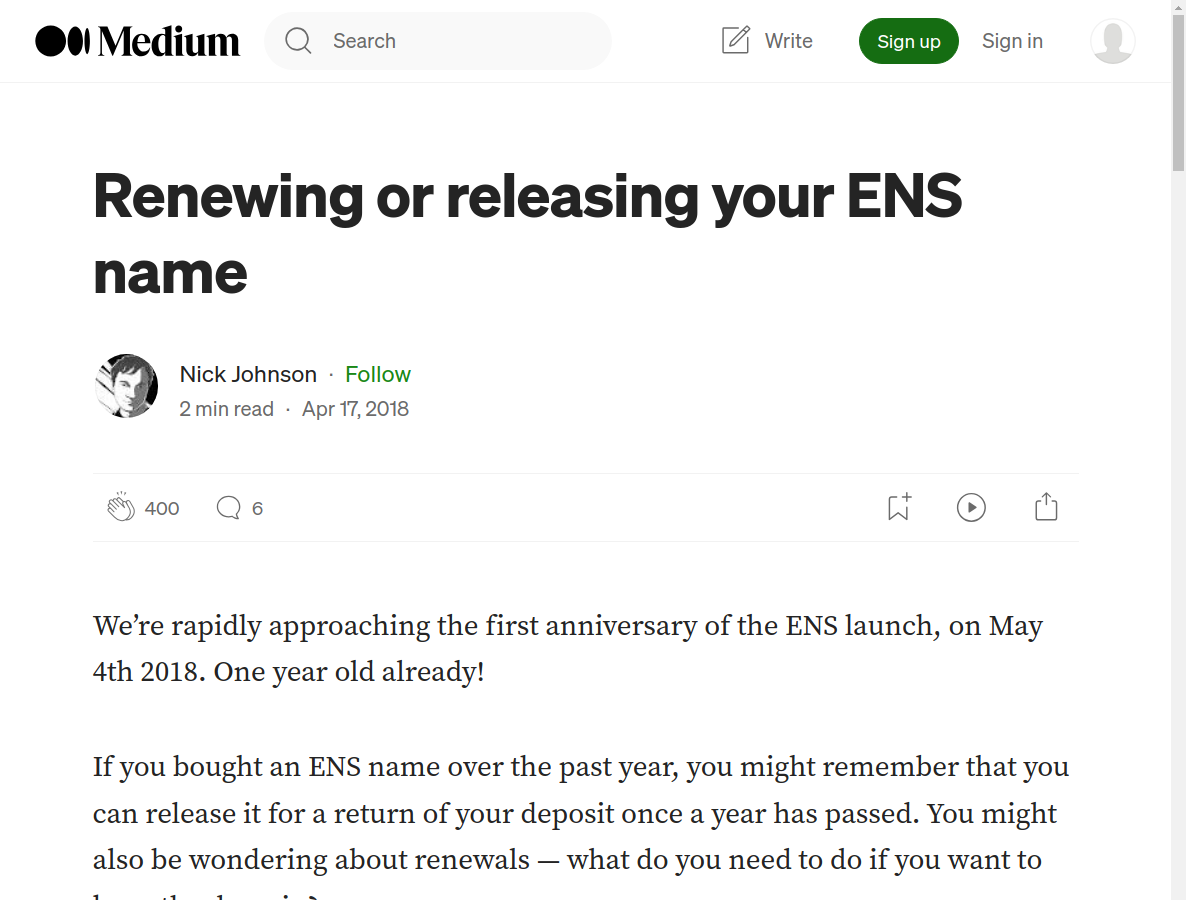 Medium
Search
Write
Sign up
Sign in
Renewing or releasing your ENS
name
Nick Johnson · Follow
2 min read · Apr 17, 2018
400
6
We’re rapidly approaching the first anniversary of the ENS launch, on May
4th 2018. One year old already!
If you bought an ENS name over the past year, you might remember that you
can release it for a return of your deposit once a year has passed. You might
also be wondering about renewals — what do you need to do if you want to